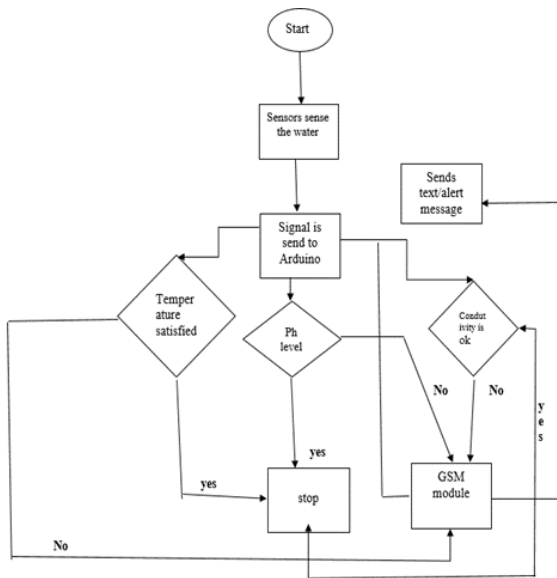 Start
Sensors sense
the water
Sends
text/alert
message
Signal is
send to
Arduino
Temper
ature
satisfied
Ph
level
Condut
ivity is
ok
No
No
yes
yes
yes
stop
GSM
module
No